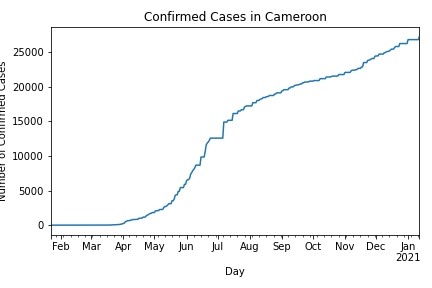 Confirmed Cases in Cameroon
Number of Confirmed Cases
25000
20000
15000
10000
5000
0
Feb Mar Apr May Jun Jul Aug Sep Oct Nov Dec Jan
2021
Day